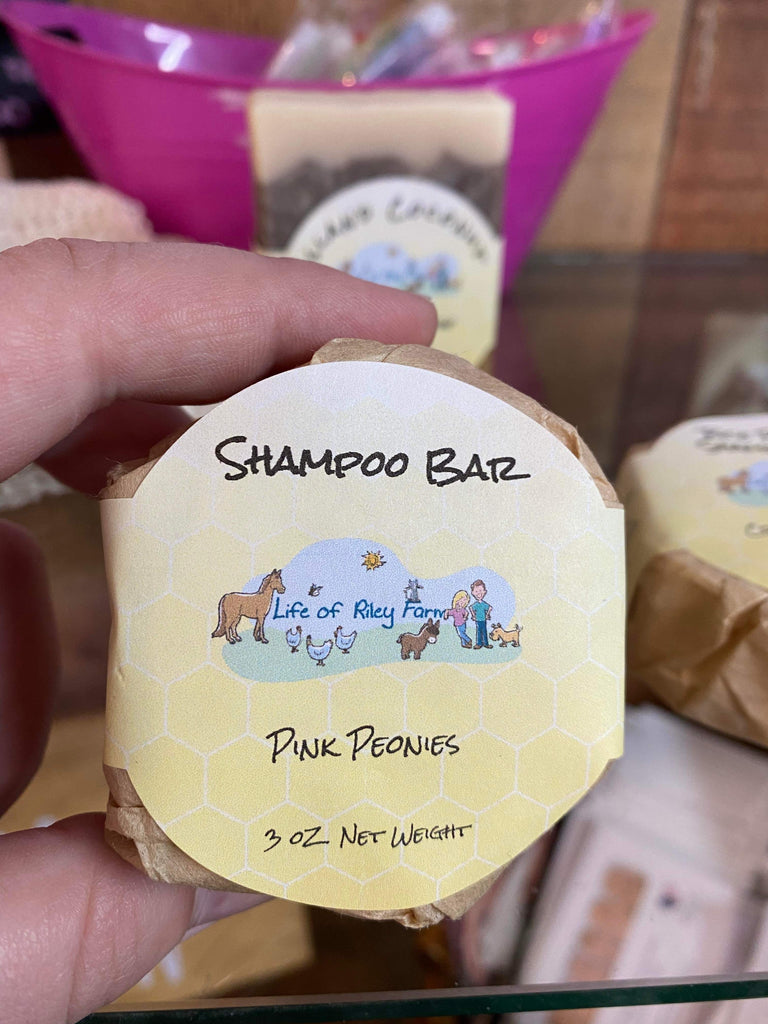 Shampoo Bar
Life of Riley Farm
Pink Peonies
3 oz Net Weight